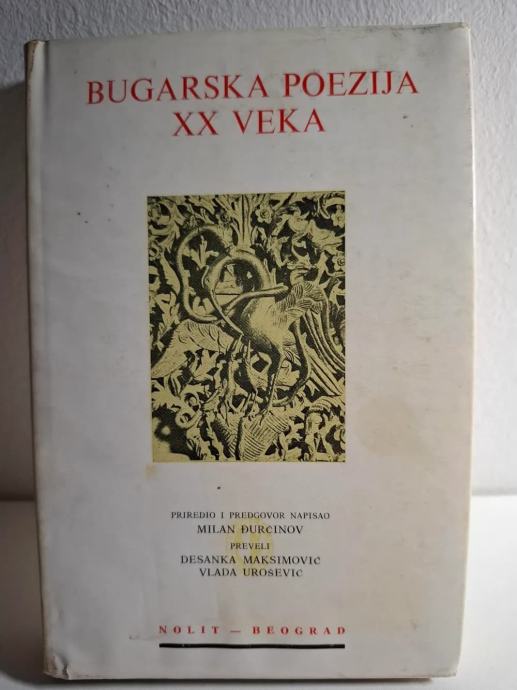 BUGARSKA POEZIJA
XX VEKA
PRIREDIO I PREDGOVOR NAPISAO
MILAN ĐURČINOV
PREVELI
DESANKA MAKSIMOVIĆ
VLADA UROŠEVIĆ
NOLIT — BEOGRAD